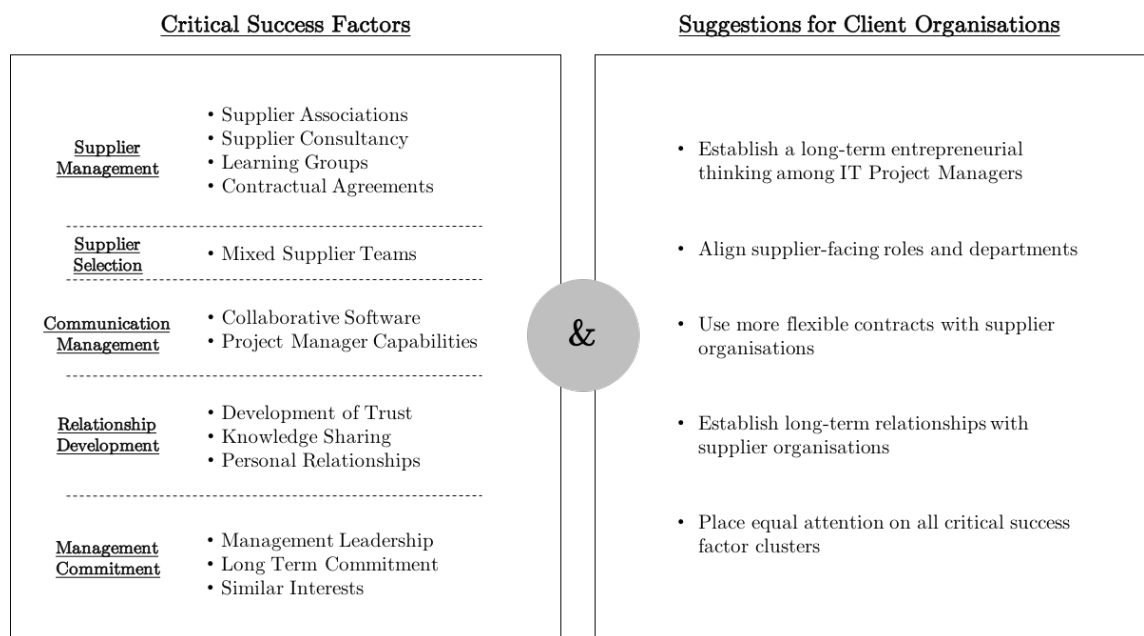 Critical Success Factors
Supplier
Management
• Supplier Associations
• Supplier Consultancy
• Learning Groups
• Contractual Agreements
Supplier
Selection
• Mixed Supplier Teams
Communication
Management
• Collaborative Software
• Project Manager Capabilities
Relationship
Development
• Development of Trust
• Knowledge Sharing
• Personal Relationships
Management
Commitment
• Management Leadership
• Long Term Commitment
• Similar Interests
&
Suggestions for Client Organisations
• Establish a long-term entrepreneurial
thinking among IT Project Managers
• Align supplier-facing roles and departments
• Use more flexible contracts with supplier
organisations
• Establish long-term relationships with
supplier organisations
• Place equal attention on all critical success
factor clusters